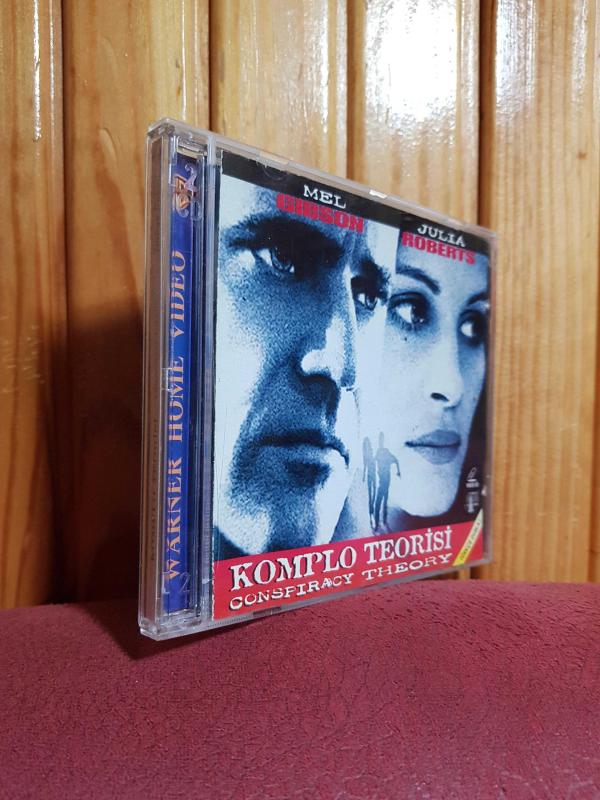 MEL
GIBSON
JULIA
ROBERTS
KOMPLO TEORİSİ
CONSPIRACY THEORY
WARNER HOME VIDEO